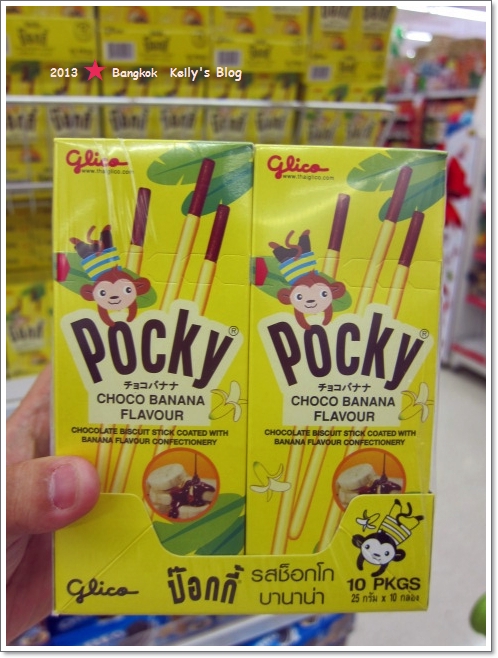 2013 ★ Bangkok Kelly's Blog
Glico
www.thaiglico.com
Pocky®
チョコバナナ
CHOCO BANANA
FLAVOUR
CHOCOLATE BISCUIT STICK COATED WITH
BANANA FLAVOUR CONFECTIONERY
Glico
www.thaiglico.com
Pocky®
チョコバナナ
CHOCO BANANA
FLAVOUR
CHOCOLATE BISCUIT STICK COATED WITH
BANANA FLAVOUR CONFECTIONERY
Glico
ป๊อกกี้ รสช็อกโก
บานาน่า
10 PKGS
25 กรัม x 10 กล่อง